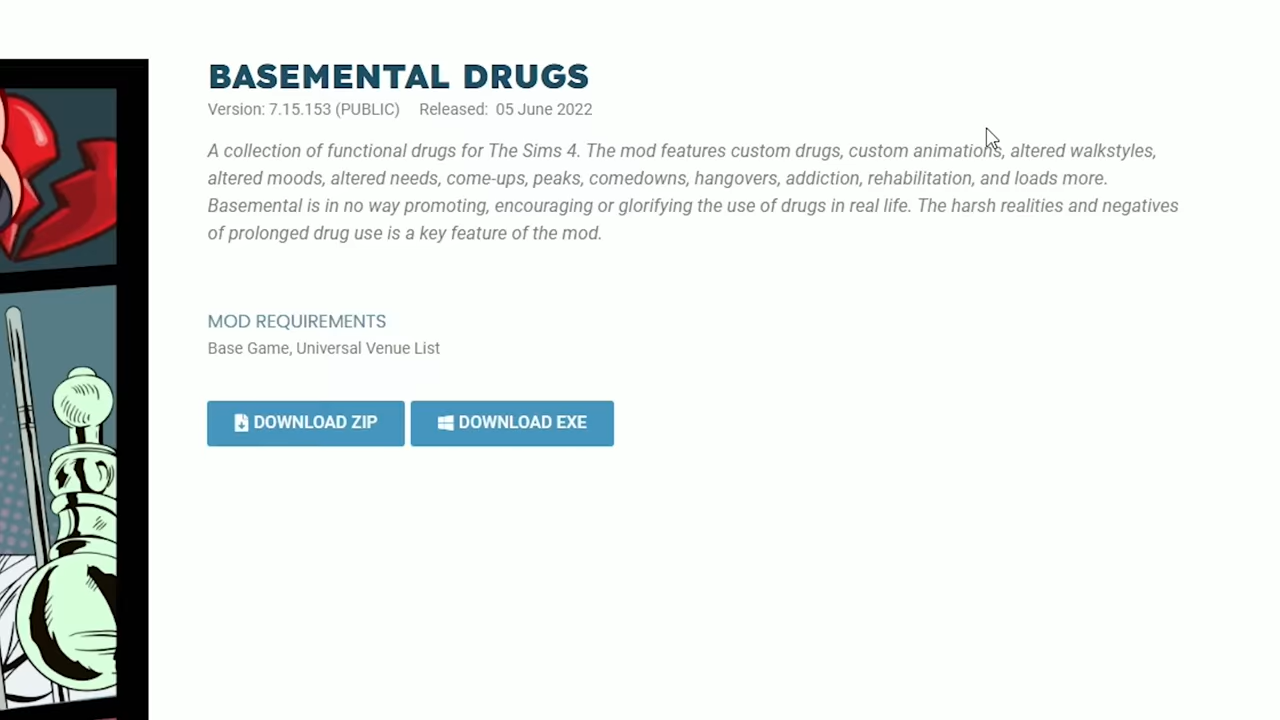 BASEMENTAL DRUGS
Version: 7.15.153 (PUBLIC) Released: 05 June 2022
A collection of functional drugs for The Sims 4. The mod features custom drugs, custom animations, altered walkstyles,
altered moods, altered needs, come-ups, peaks, comedowns, hangovers, addiction, rehabilitation, and loads more.
Basemental is in no way promoting, encouraging or glorifying the use of drugs in real life. The harsh realities and negatives
of prolonged drug use is a key feature of the mod.
MOD REQUIREMENTS
Base Game, Universal Venue List
DOWNLOAD ZIP DOWNLOAD EXE